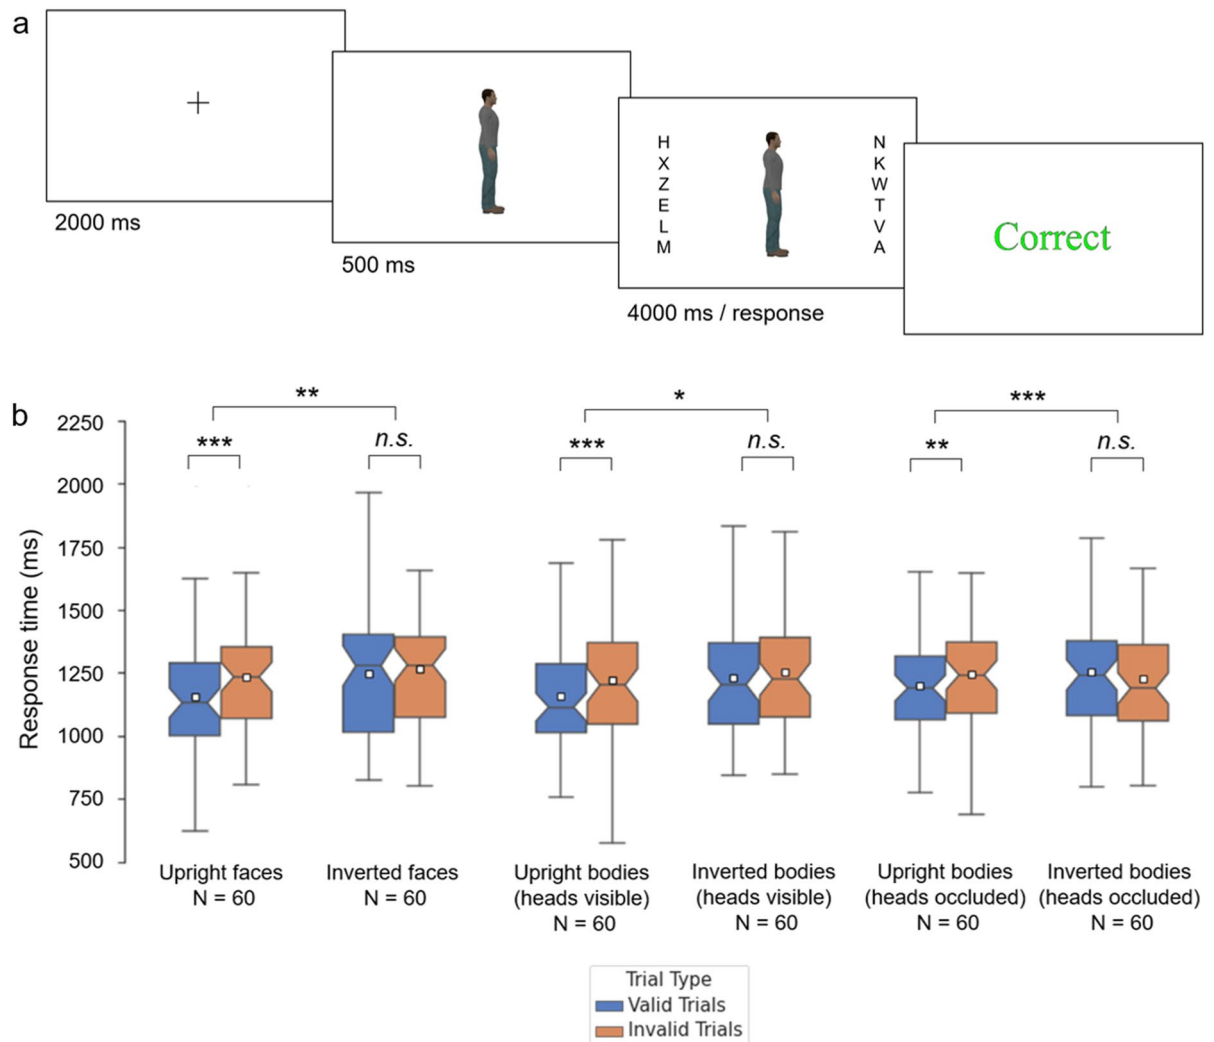 a
2000 ms
500 ms
H N
X K
Z W
E T
L V
M A
4000 ms / response
Correct
b
** * ***
*** n.s. *** n.s. ** n.s.
Response time (ms)
2250
2000
1750
1500
1250
1000
750
500
Upright faces
N = 60
Inverted faces
N = 60
Upright bodies
(heads visible)
N = 60
Inverted bodies
(heads visible)
N = 60
Upright bodies
(heads occluded)
N = 60
Inverted bodies
(heads occluded)
N = 60
Trial Type
Valid Trials
Invalid Trials